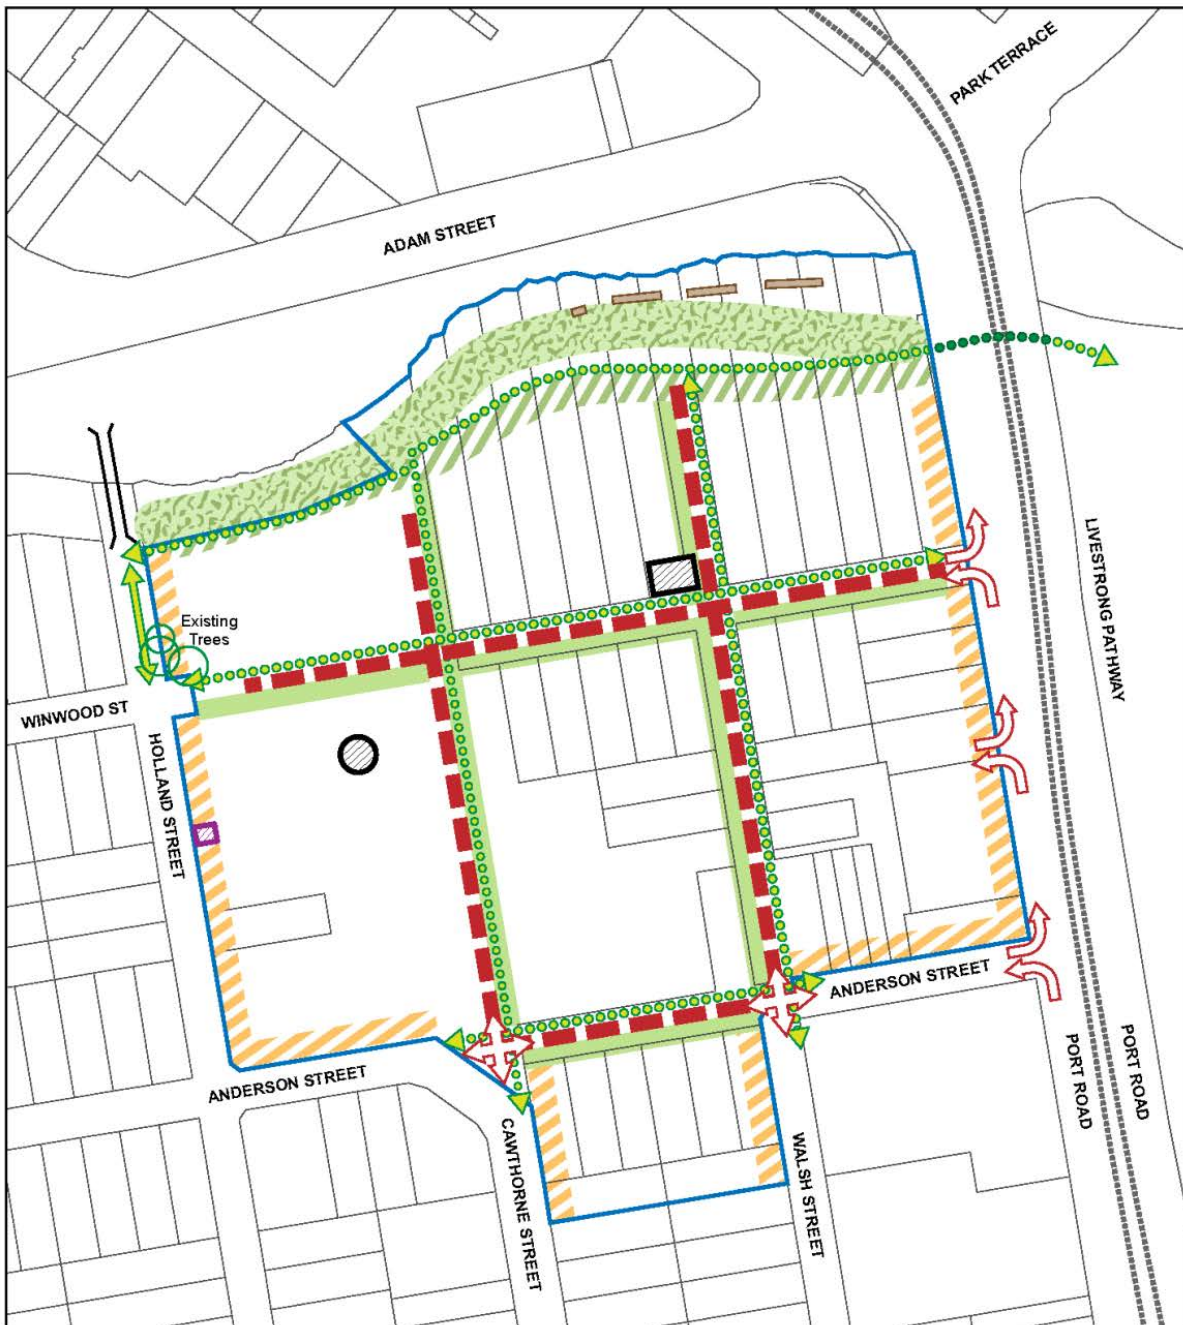 PARK TERRACE
ADAM STREET
LIVESTRONG PATHWAY
Existing
Trees
WINWOOD ST
HOLLAND STREET
ANDERSON STREET
ANDERSON STREET
CAWTHORNE STREET
WALSH STREET
PORT ROAD
PORT ROAD